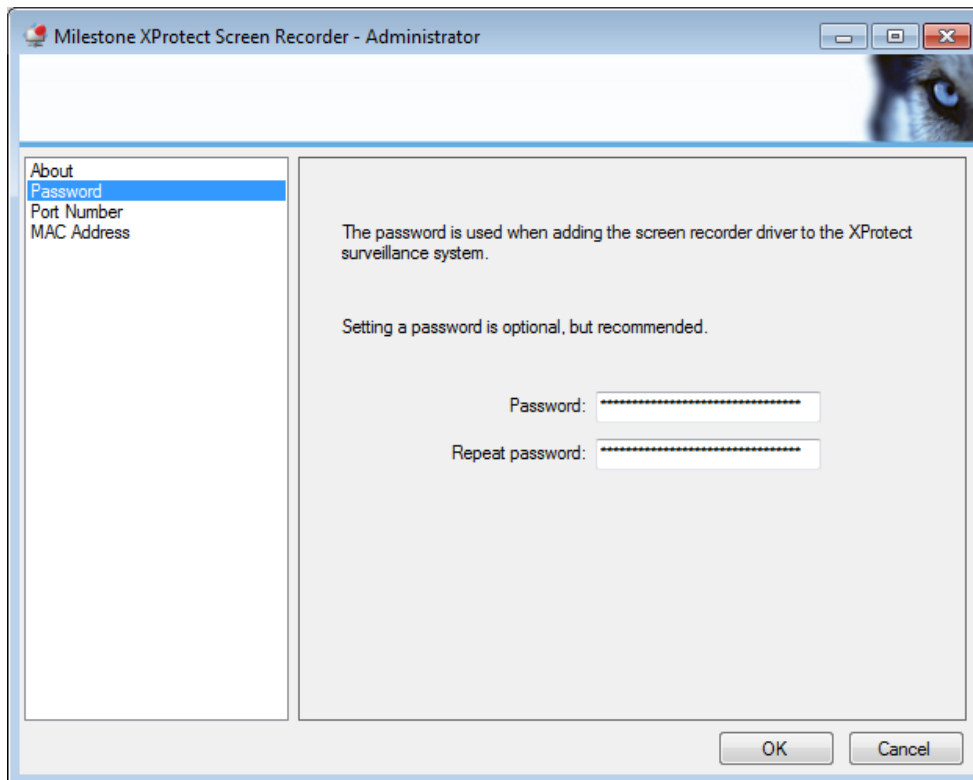 Milestone XProtect Screen Recorder - Administrator
About
Password
Port Number
MAC Address
The password is used when adding the screen recorder driver to the XProtect
surveillance system.
Setting a password is optional, but recommended.
Password: *********************************
Repeat password: *********************************
OK Cancel